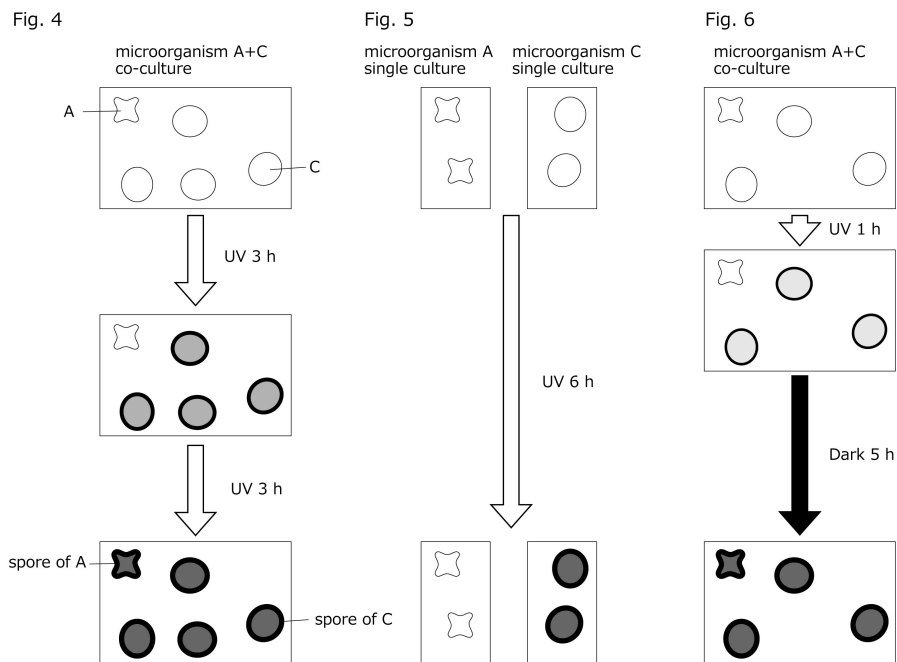 Fig. 4
microorganism A+C
co-culture
A
C
UV 3 h
UV 3 h
spore of A
spore of C
Fig. 5
microorganism A
single culture
microorganism C
single culture
UV 6 h
Fig. 6
microorganism A+C
co-culture
UV 1 h
Dark 5 h